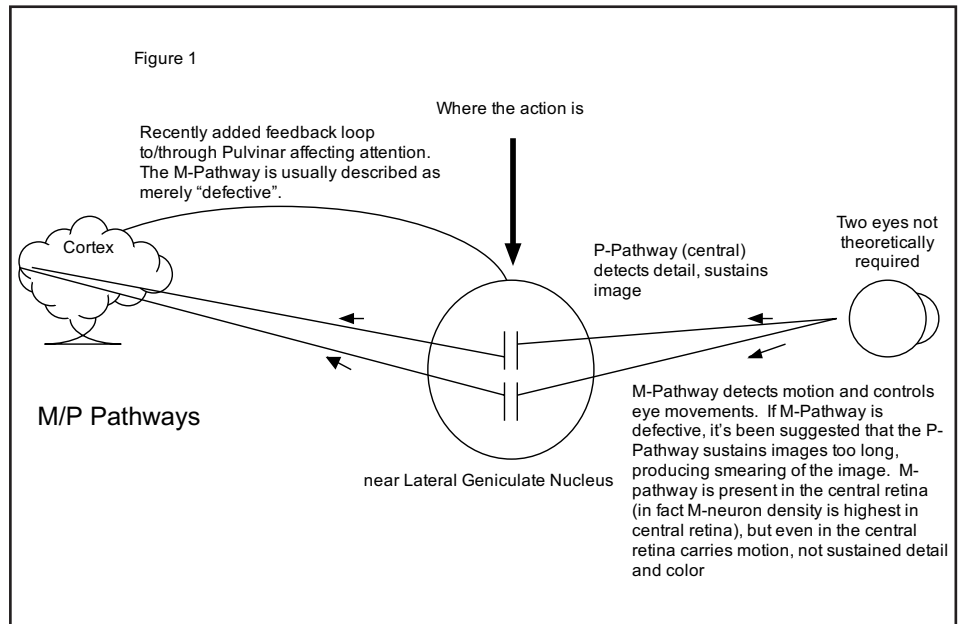 Figure 1
Where the action is
Recently added feedback loop
to/through Pulvinar affecting attention.
The M-Pathway is usually described as
merely “defective”.
Cortex
P-Pathway (central)
detects detail, sustains
image
Two eyes not
theoretically
required
M/P Pathways
near Lateral Geniculate Nucleus
M-Pathway detects motion and controls
eye movements.  If M-Pathway is
defective, it’s been suggested that the P-
Pathway sustains images too long,
producing smearing of the image.  M-
pathway is present in the central retina
(in fact M-neuron density is highest in
central retina), but even in the central
retina carries motion, not sustained detail
and color